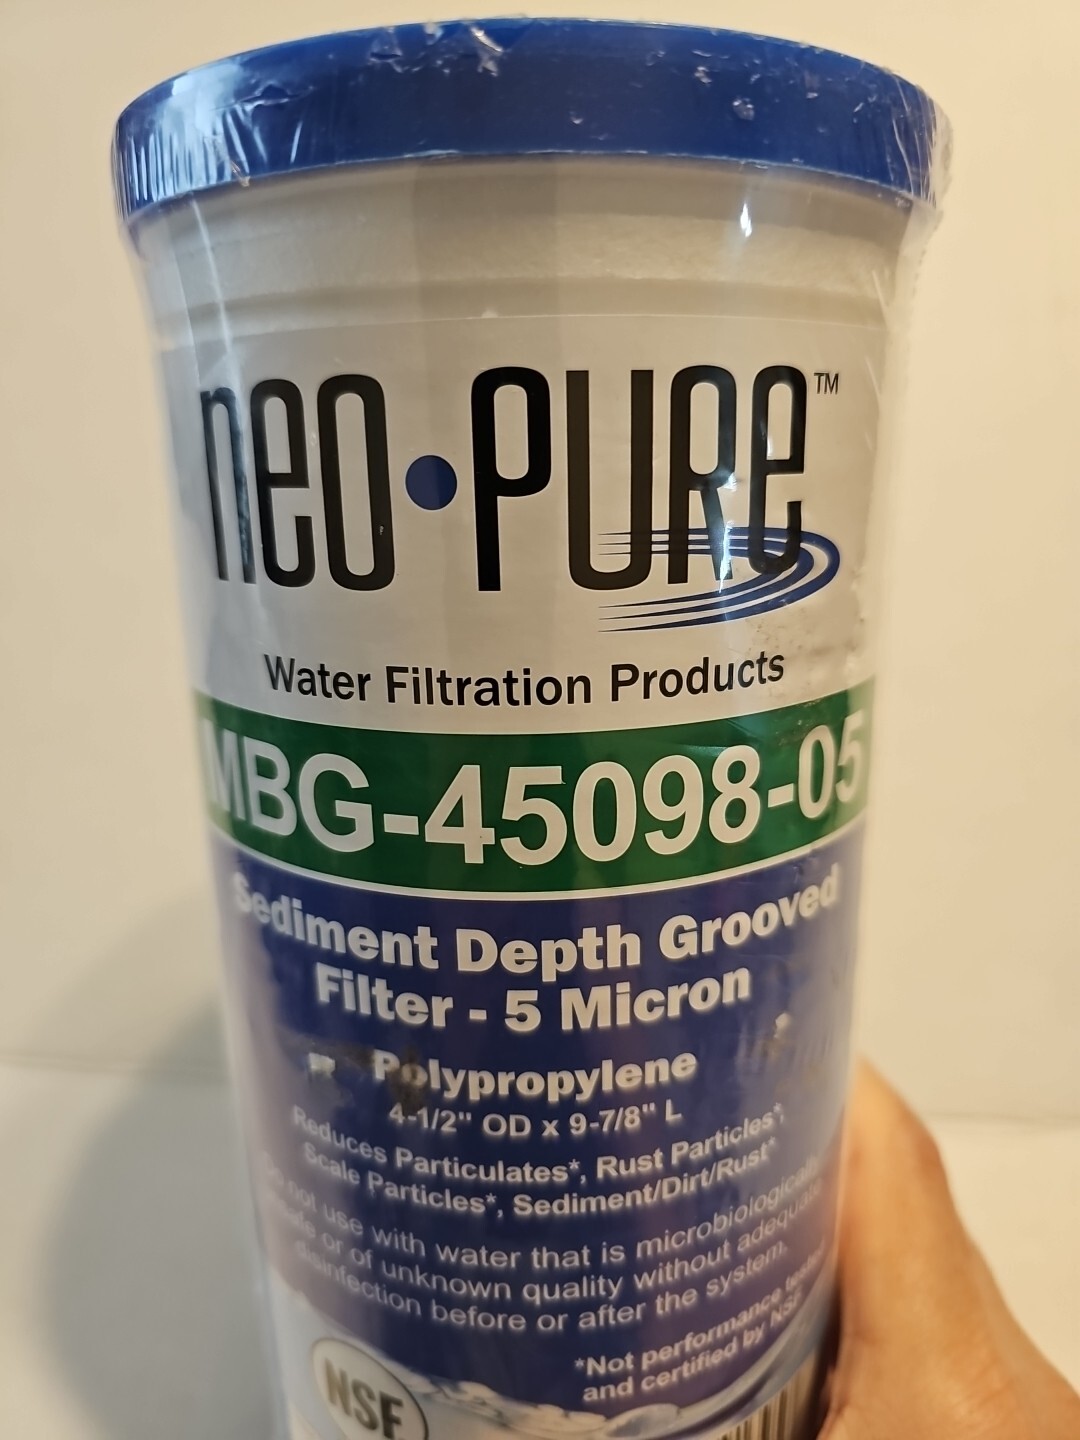 neo•PURe™
Water Filtration Products
MBG-45098-05
Sediment Depth Grooved
Filter - 5 Micron
Polypropylene
4-1/2" OD x 9-7/8" L
Reduces Particulates*, Rust Particles*,
Scale Particles*, Sediment/Dirt/Rust*
not use with water that is microbiologically
or of unknown quality without adequate
disinfection before or after the system.
*Not performance tested
and certified by NSF
NSF